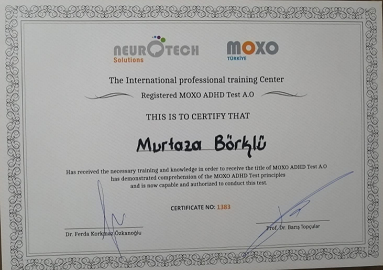 NEUROTECH
Solutions
MOXO
TÜRKİYE
The International professional training Center
Registered MOXO ADHD Test A.O
THIS IS TO CERTIFY THAT
Murtaza Börklü
Has received the necessary training and knowledge in order to receive the title of MOXO ADHD Test A.O
has demonstrated comprehension of the MOXO ADHD Test principles
and is now capable and authorized to conduct this test.
CERTIFICATE NO: 1383
Dr. Ferda Korkmaz Özkanoğlu
Prof. Dr. Barış Topçular